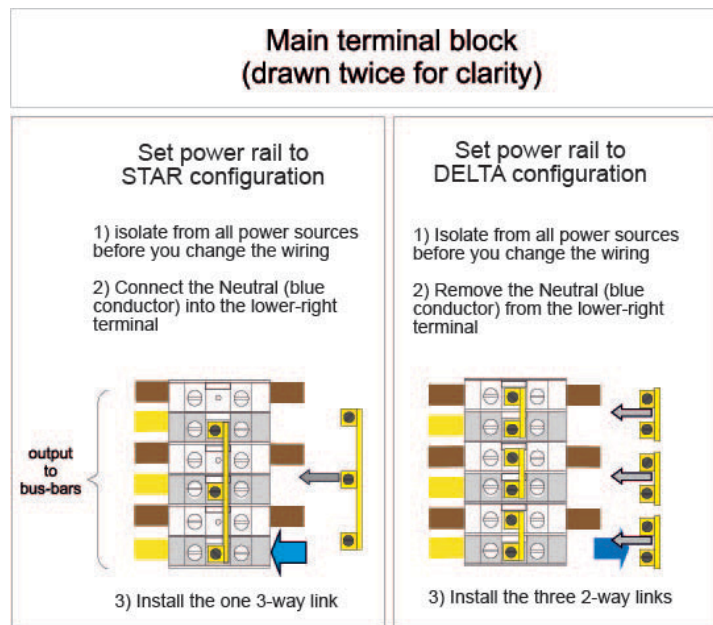 Main terminal block
(drawn twice for clarity)
Set power rail to
STAR configuration
1) isolate from all power sources
before you change the wiring
2) Connect the Neutral (blue
conductor) into the lower-right
terminal
output
to
bus-bars
3) Install the one 3-way link
Set power rail to
DELTA configuration
1) Isolate from all power sources
before you change the wiring
2) Remove the Neutral (blue
conductor) from the lower-right
terminal
3) Install the three 2-way links